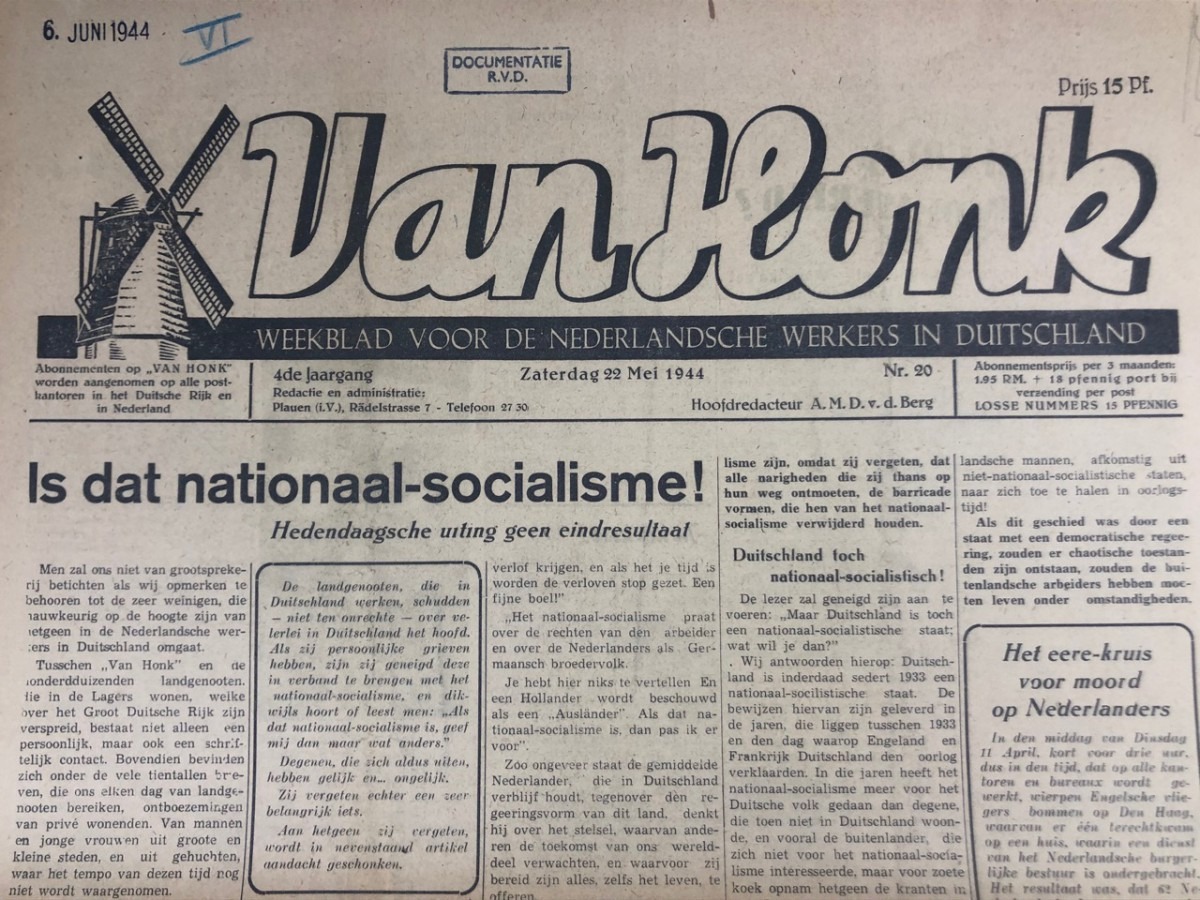 6. JUNI 1944
VI
DOCUMENTATIE
R.V.D.
Prijs 15 Pf.
Van Honk
WEEKBLAD VOOR DE NEDERLANDSCHE WERKERS IN DUITSCHLAND
Abonnementen op „VAN HONK"
worden aangenomen op alle post-
kantoren in het Duitsche Rijk en
in Nederland
4de Jaargang
Zaterdag 22 Mei 1944
Nr. 20
Redactie en administratie:
Plauen (i.V.), Rädelstrasse 7 - Telefoon 27 30
Hoofdredacteur A. M. D. v. d. Berg
Abonnementsprijs per 3 maanden:
1.95 RM. + 18 pfennig port bij
verzending per post
LOSSE NUMMERS 15 PFENNIG
Is dat nationaal-socialisme!
Hedendaagsche uiting geen eindresultaat
Men zal ons niet van grootspreke-
rij betichten als wij opmerken te
behooren tot de zeer weinigen, die
nauwkeurig op de hoogte zijn van
hetgeen in de Nederlandsche wer-
kers in Duitschland omgaat.
Tusschen „Van Honk" en de
honderdduizenden landgenooten,
die in de Lagers wonen, welke
over het Groot Duitsche Rijk zijn
verspreid, bestaat niet alleen een
persoonlijk, maar ook een schrif-
telijk contact. Bovendien bevinden
zich onder de vele tientallen brie-
ven, die ons elken dag van landge-
nooten bereiken, ontboezemingen
van privé wonenden. Van mannen
en jonge vrouwen uit groote en
kleine steden, en uit gehuchten,
waar het tempo van dezen tijd nog
niet wordt waargenomen.
De landgenooten, die in
Duitschland werken, schudden
— niet ten onrechte — over ve-
lerlei in Duitschland het hoofd.
Als zij persoonlijke grieven
hebben, zijn zij geneigd deze
in verband te brengen met het
nationaal-socialisme, en dik-
wijls hoort of leest men: „Als
dat nationaal-socialisme is, geef
mij dan maar wat anders."
Degenen, die zich aldus uiten,
hebben gelijk en... ongelijk.
Zij vergeten echter een zeer
belangrijk iets.
Aan hetgeen zij vergeten,
wordt in nevenstaand artikel
aandacht geschonken.
verlof krijgen, en als het je tijd is
worden de verloven stop gezet. Een
fijne boel!"
„Het nationaal-socialisme praat
over de rechten van den arbeider
en over de Nederlanders als Ger-
maansch broedervolk.
Je hebt hier niks te vertellen En
een Hollander wordt beschouwd
als een „Ausländer". Als dat na-
tionaal-socialisme is, dan pas ik er
voor".
Zoo ongeveer staat de gemiddelde
Nederlander, die in Duitschland
verblijf houdt, tegenover den re-
geeringsvorm van dit land, denkt
hij over het stelsel, waarvan ande-
ren de toekomst van ons wereld-
deel verwachten, en waarvoor zij
bereid zijn alles, zelfs het leven, te
offeren.
lisme zijn, omdat zij vergeten, dat
alle narigheden die zij thans op
hun weg ontmoeten, de barricade
vormen, die hen van het nationaal-
socialisme verwijderd houden.
Duitschland toch
nationaal-socialistisch!
De lezer zal geneigd zijn aan te
voeren: „Maar Duitschland is toch
een nationaal-socialistische staat;
wat wil je dan?"
Wij antwoorden hierop: Duitsch-
land is inderdaad sedert 1933 een
nationaal-socilistische staat. De
bewijzen hiervan zijn geleverd in
de jaren, die liggen tusschen 1933
en den dag waarop Engeland en
Frankrijk Duitschland den oorlog
verklaarden. In die jaren heeft het
nationaal-socialisme meer voor het
Duitsche volk gedaan dan degene,
die toen niet in Duitschland woon-
de, en vooral de buitenlander, die
zich niet voor het nationaal-socia-
lisme interesseerde, maar voor zoete
koek opnam hetgeen de kranten in
landsche mannen, afkomstig uit
niet-nationaal-socialistische staten,
naar zich toe te halen in oorlogs-
tijd!
Als dit geschied was door een
staat met een democratische regee-
ring, zouden er chaotische toestan-
den zijn ontstaan, zouden de bui-
tenlandsche arbeiders hebben moe-
ten leven onder omstandigheden.
Het eere-kruis
voor moord
op Nederlanders
In den middag van Dinsdag
11 April, kort voor drie uur,
dus in den tijd, dat op alle kan-
toren en bureaux wordt ge-
werkt, wierpen Engelsche vlie-
gers bommen op Den Haag,
waarvan er één terechtkwam
op een huis, waarin een dienst
van het Nederlandsche burger-
lijke bestuur is ondergebracht.
Het resultaat was, dat 62 Ne-